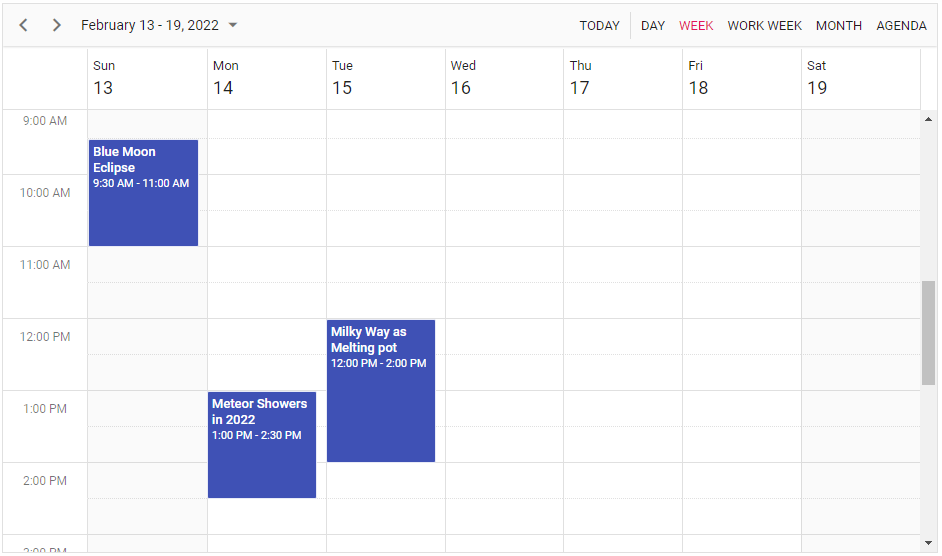 February 13 - 19, 2022
TODAY DAY WEEK WORK WEEK MONTH AGENDA
Sun Mon Tue Wed Thu Fri Sat
13 14 15 16 17 18 19
9:00 AM
Blue Moon
Eclipse
9:30 AM - 11:00 AM
10:00 AM
11:00 AM
12:00 PM
Milky Way as
Melting pot
12:00 PM - 2:00 PM
1:00 PM
Meteor Showers
in 2022
1:00 PM - 2:30 PM
2:00 PM
3:00 PM